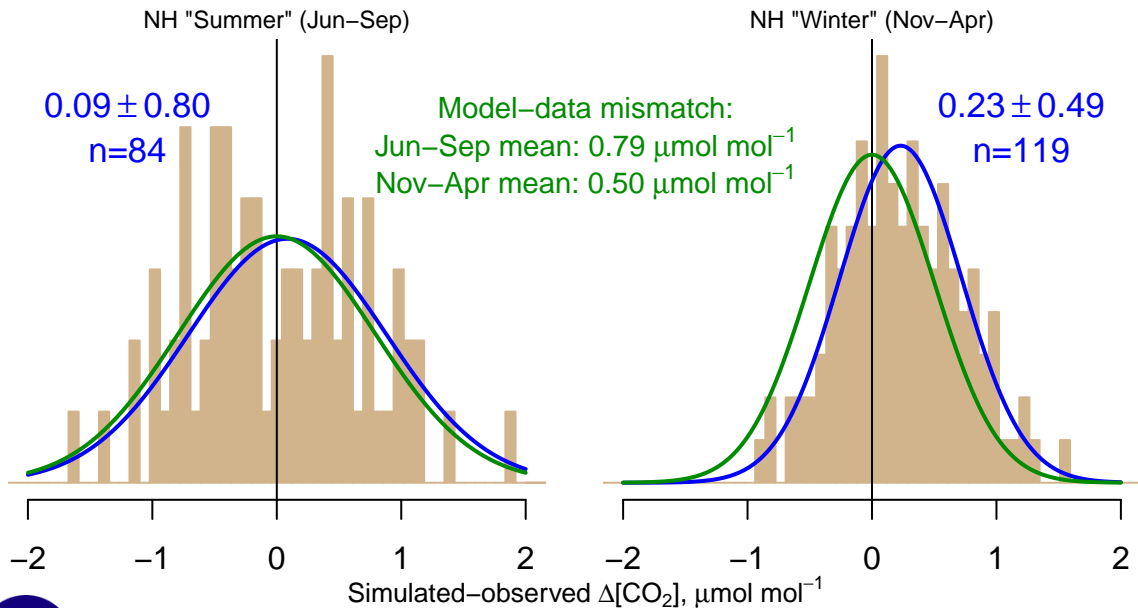 NH "Summer" (Jun−Sep)
0.09 ± 0.80
n=84
Model−data mismatch:
Jun−Sep mean: 0.79 μmol mol⁻¹
Nov−Apr mean: 0.50 μmol mol⁻¹
NH "Winter" (Nov−Apr)
0.23 ± 0.49
n=119
−2 −1 0 1 2
−2 −1 0 1 2
Simulated−observed Δ[CO₂], μmol mol⁻¹